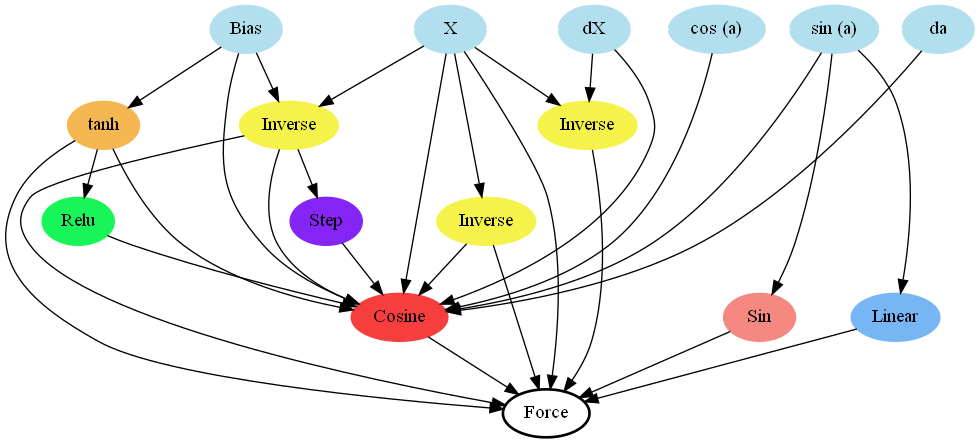 Bias
X
dX
cos (a)
sin (a)
da
tanh
Inverse
Inverse
Relu
Step
Inverse
Cosine
Sin
Linear
Force